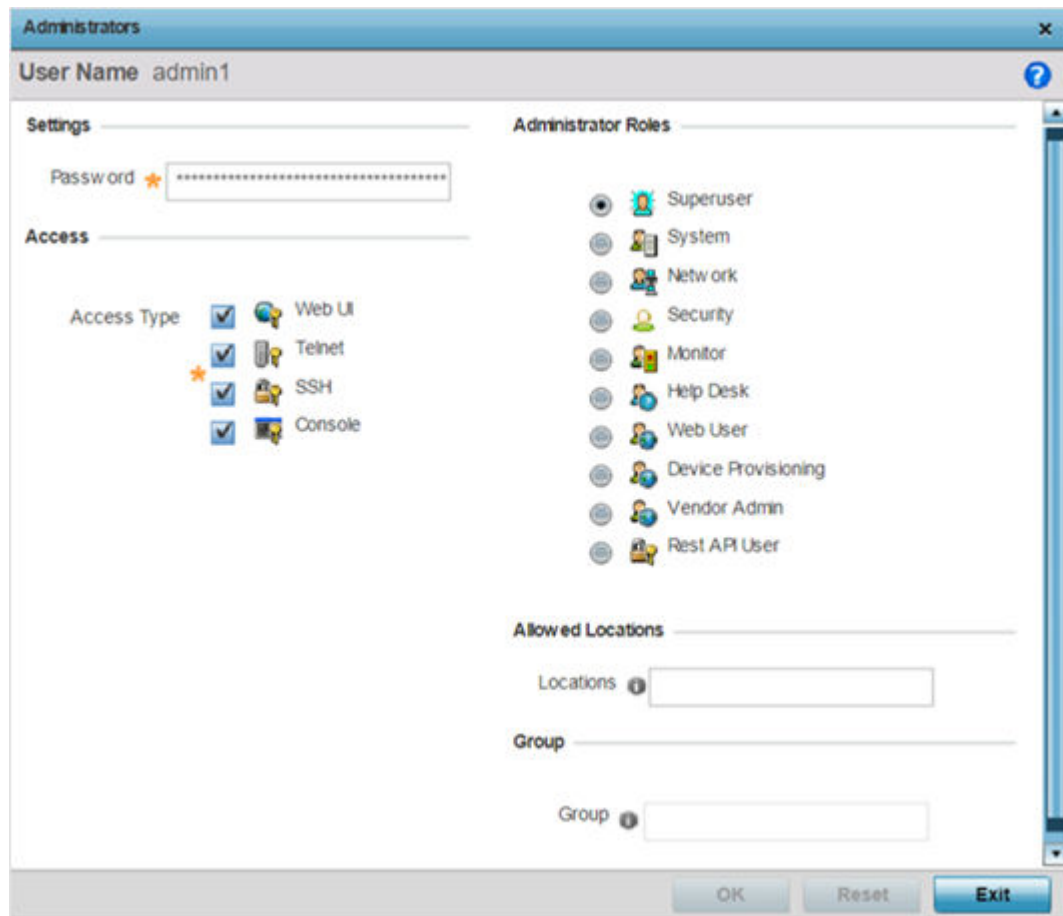 Administrators
User Name admin1
Settings
Password * *************************************
Access
Access Type
*
Web UI
Telnet
SSH
Console
Administrator Roles
Superuser
System
Network
Security
Monitor
Help Desk
Web User
Device Provisioning
Vendor Admin
Rest API User
Allowed Locations
Locations
Group
Group
OK Reset Exit